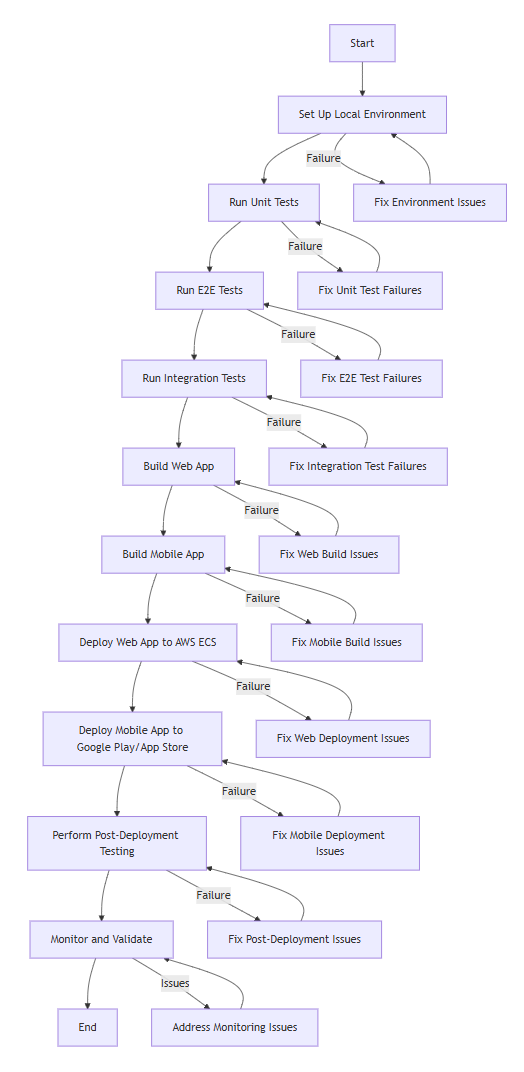 Start
Set Up Local Environment
Failure
Run Unit Tests
Fix Environment Issues
Failure
Run E2E Tests
Fix Unit Test Failures
Failure
Run Integration Tests
Fix E2E Test Failures
Failure
Build Web App
Fix Integration Test Failures
Failure
Build Mobile App
Fix Web Build Issues
Failure
Deploy Web App to AWS ECS
Fix Mobile Build Issues
Failure
Deploy Mobile App to
Google Play/App Store
Fix Web Deployment Issues
Failure
Perform Post-Deployment
Testing
Fix Mobile Deployment
Issues
Failure
Monitor and Validate
Fix Post-Deployment Issues
Issues
End
Address Monitoring Issues